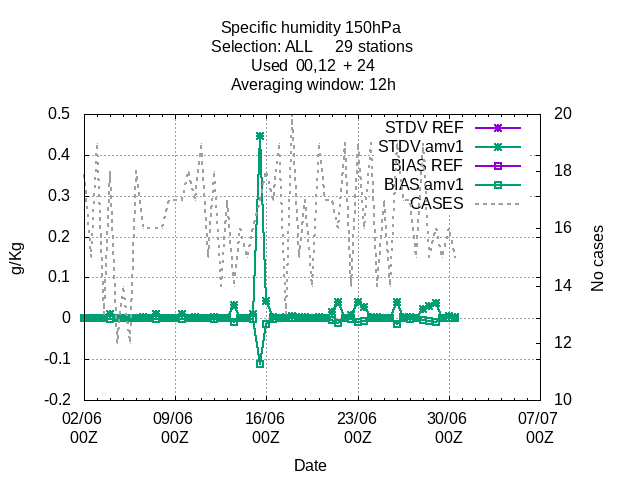 Specific humidity 150hPa
Selection: ALL     29 stations
Used  00,12  + 24
Averaging window: 12h
STDV REF
STDV amv1
BIAS REF
BIAS amv1
CASES
0.5
0.4
0.3
0.2
0.1
0
-0.1
-0.2
g/Kg
20
18
16
14
12
10
No cases
02/06 09/06 16/06 23/06 30/06 07/07
00Z 00Z 00Z 00Z 00Z 00Z
Date